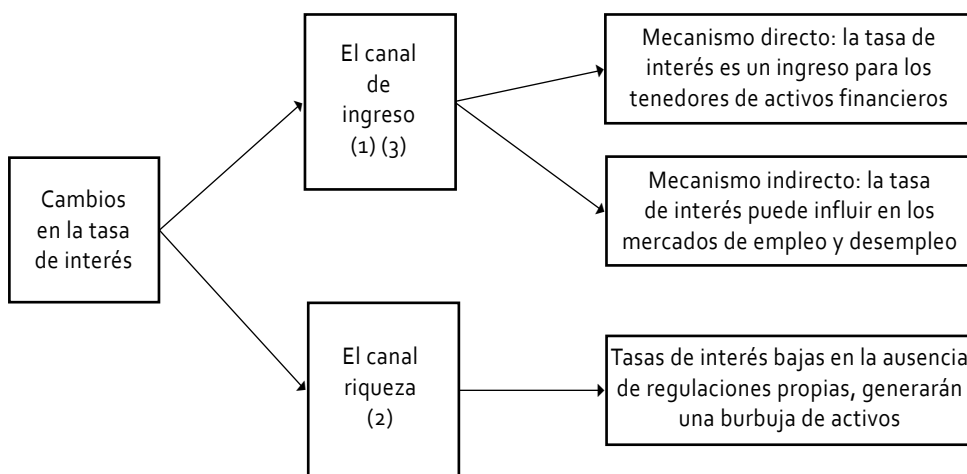 Cambios
en la tasa
de interés
El canal
de
ingreso
(1) (3)
Mecanismo directo: la tasa de
interés es un ingreso para los
tenedores de activos financieros
Mecanismo indirecto: la tasa
de interés puede influir en los
mercados de empleo y desempleo
El canal
riqueza
(2)
Tasas de interés bajas en la ausencia
de regulaciones propias, generarán
una burbuja de activos